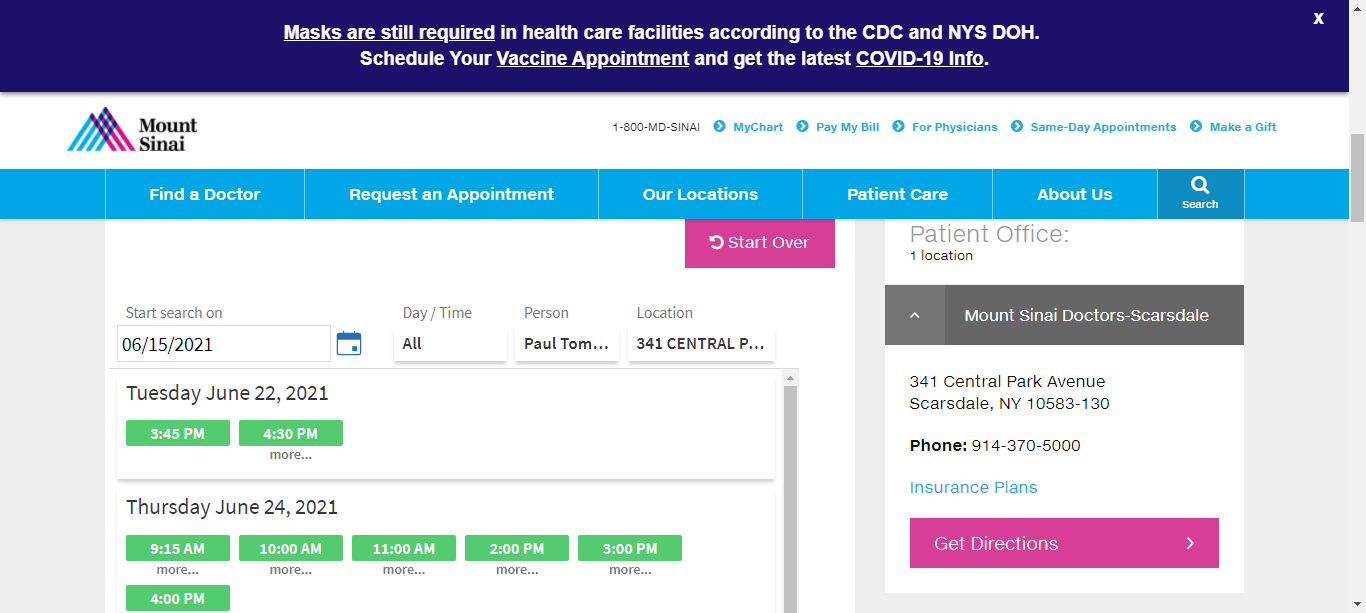 Masks are still required in health care facilities according to the CDC and NYS DOH.
X
Schedule Your Vaccine Appointment and get the latest COVID-19 Info.
Mount
Sinai
1-800-MD-SINAI MyChart Pay My Bill For Physicians Same-Day Appointments Make a Gift
Find a Doctor Request an Appointment Our Locations Patient Care About Us Search
Start Over
Start search on Day / Time Person Location
06/15/2021 All Paul Tom... 341 CENTRAL P...
Tuesday June 22, 2021
3:45 PM 4:30 PM
more...
Thursday June 24, 2021
9:15 AM 10:00 AM 11:00 AM 2:00 PM 3:00 PM
more... more... more... more... more...
4:00 PM
Patient Office:
1 location
Mount Sinai Doctors-Scarsdale
341 Central Park Avenue
Scarsdale, NY 10583-130
Phone: 914-370-5000
Insurance Plans
Get Directions